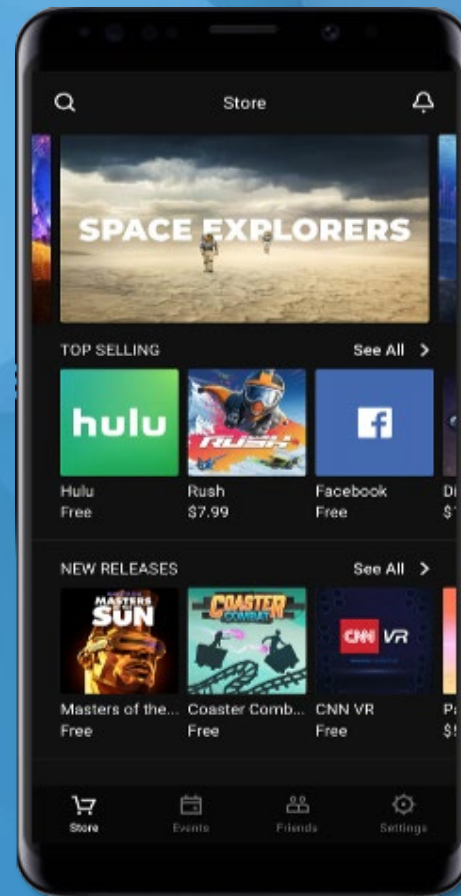 Store
SPACE EXPLORERS
TOP SELLING
See All >
hulu
RUSH
f
Hulu
Rush
Facebook
Di
Free
$7.99
Free
NEW RELEASES
See All >
MASTERS
SUN
COASTER
COMBAT
CNN VR
Masters of the...
Coaster Comb...
CNN VR
Free
Free
Free
Store
Events
Friends
Settings